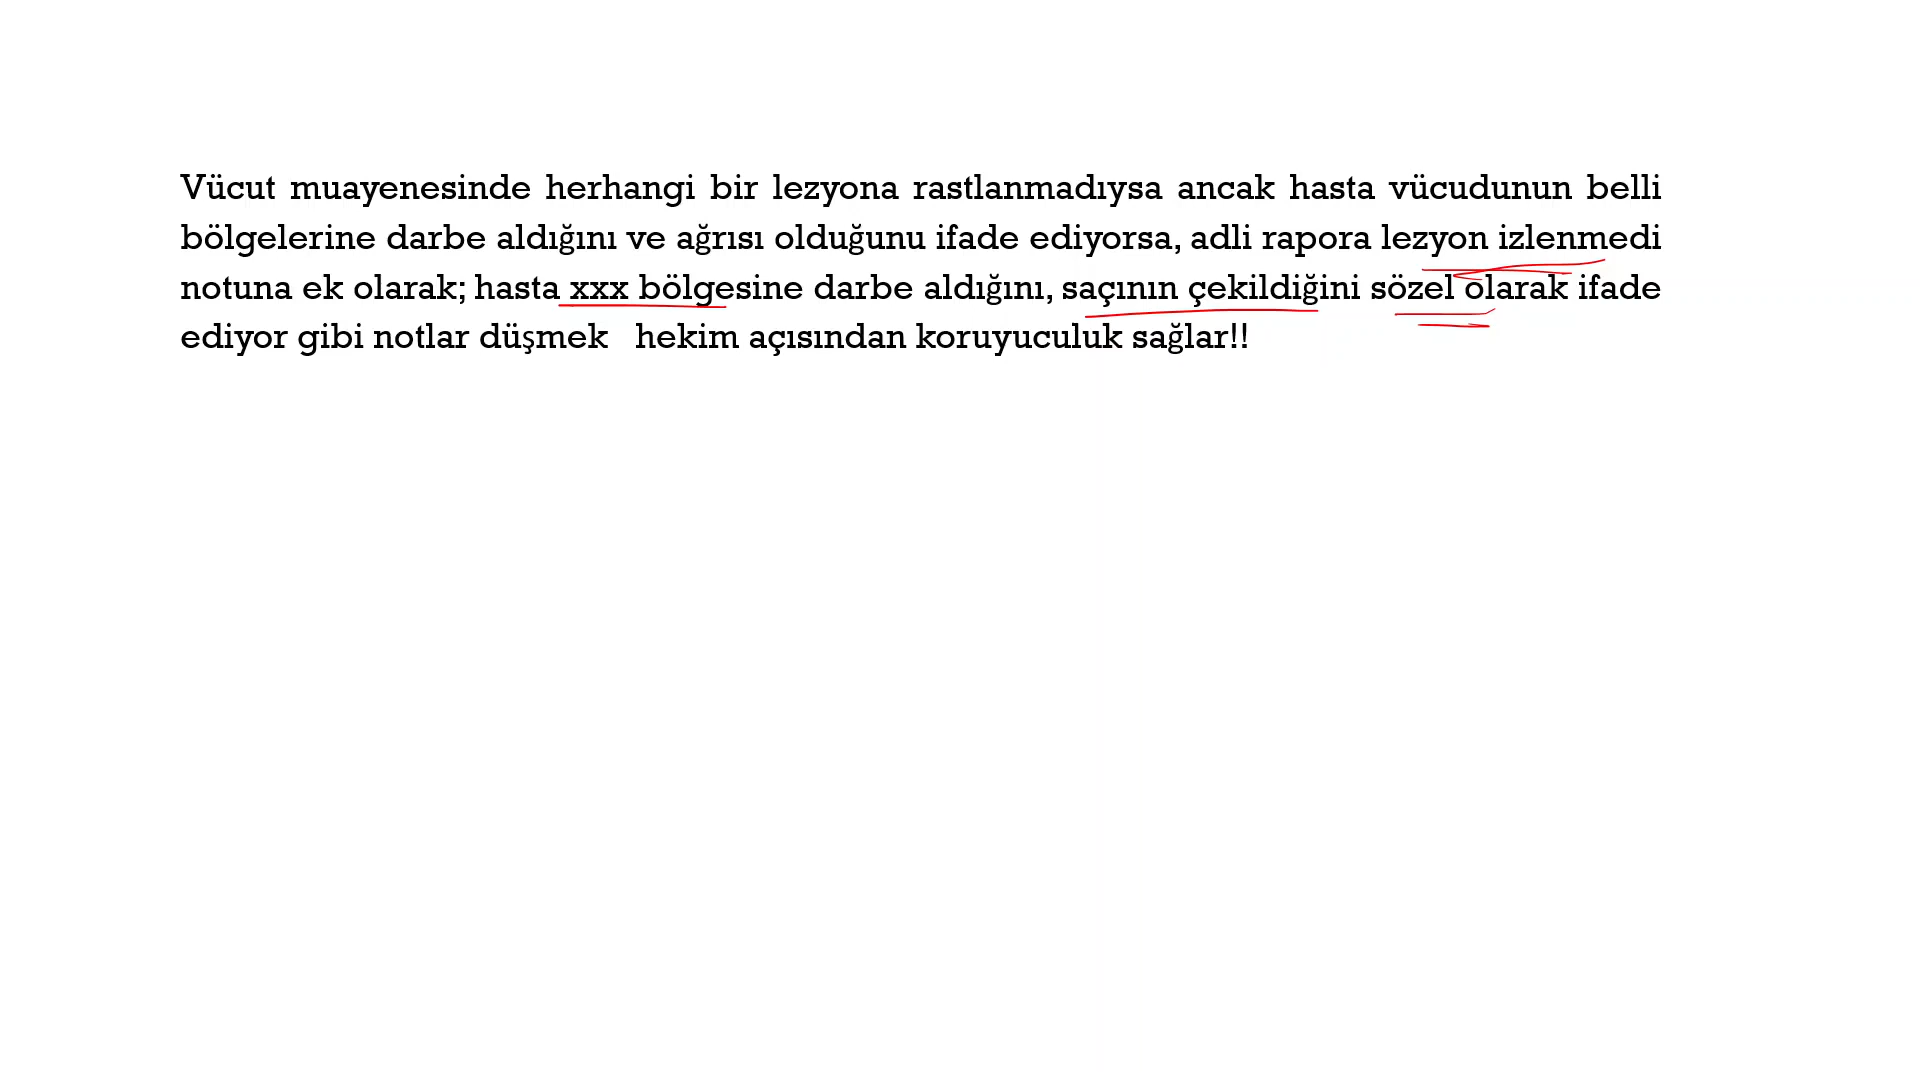 Vücut muayenesinde herhangi bir lezyona rastlanmadıysa ancak hasta vücudunun belli
bölgelerine darbe aldığını ve ağrısı olduğunu ifade ediyorsa, adli rapora lezyon izlenmedi
notuna ek olarak; hasta xxx bölgesine darbe aldığını, saçının çekildiğini sözel olarak ifade
ediyor gibi notlar düşmek hekim açısından koruyuculuk sağlar!!